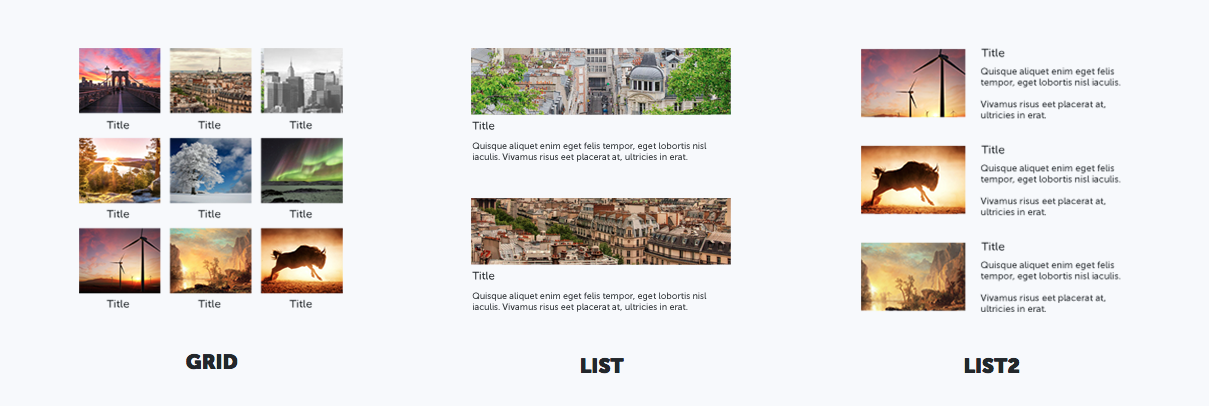 Title Title Title
Title Title Title
Title Title Title
GRID
Title
Quisque aliquet enim eget felis tempor, eget lobortis nisl
iaculis. Vivamus risus eet placerat at, ultricies in erat.
Title
Quisque aliquet enim eget felis tempor, eget lobortis nisl
iaculis. Vivamus risus eet placerat at, ultricies in erat.
LIST
Title
Quisque aliquet enim eget felis
tempor, eget lobortis nisl iaculis.
Vivamus risus eet placerat at,
ultricies in erat.
Title
Quisque aliquet enim eget felis
tempor, eget lobortis nisl iaculis.
Vivamus risus eet placerat at,
ultricies in erat.
Title
Quisque aliquet enim eget felis
tempor, eget lobortis nisl iaculis.
Vivamus risus eet placerat at,
ultricies in erat.
LIST2